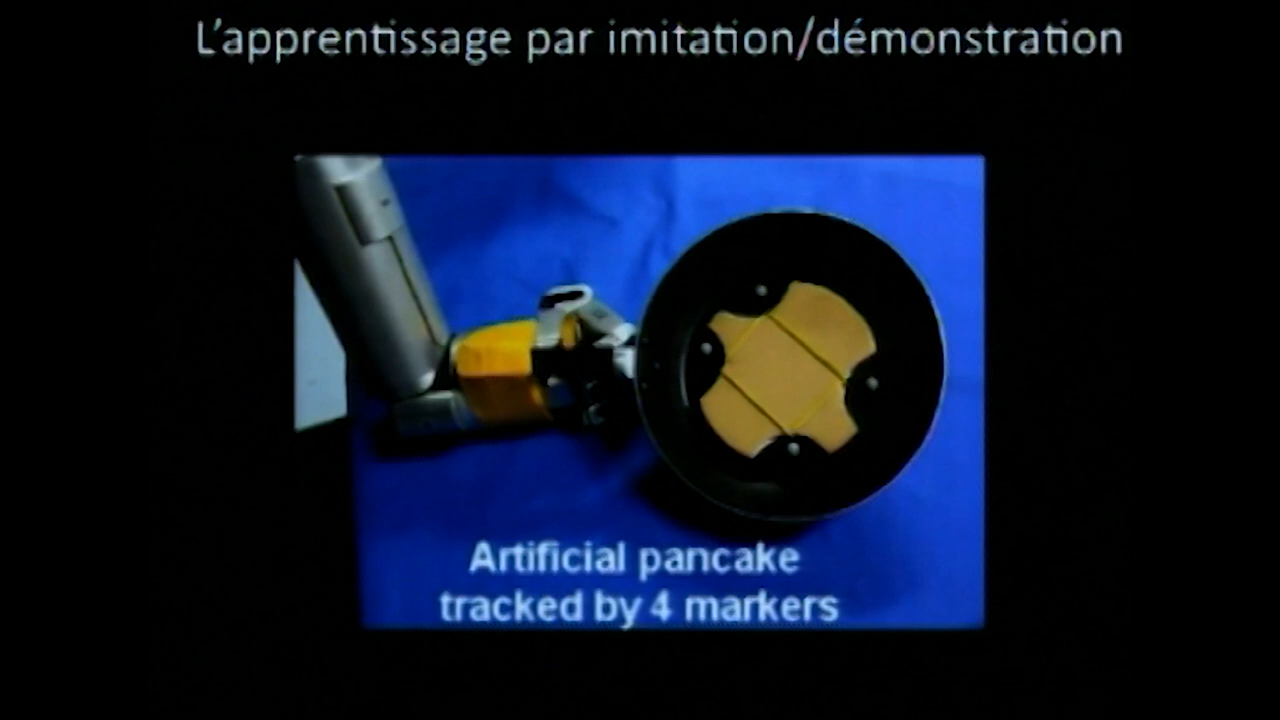 L'apprentissage par imitation/démonstration
Artificial pancake
tracked by 4 markers